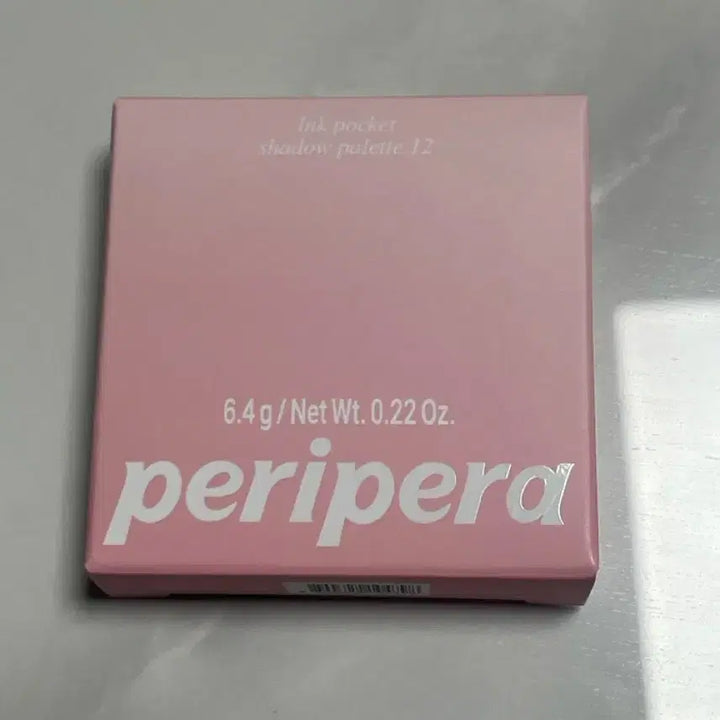 Ink pocket
shadow palette 12
6.4 g / Net Wt. 0.22 Oz.
peripera